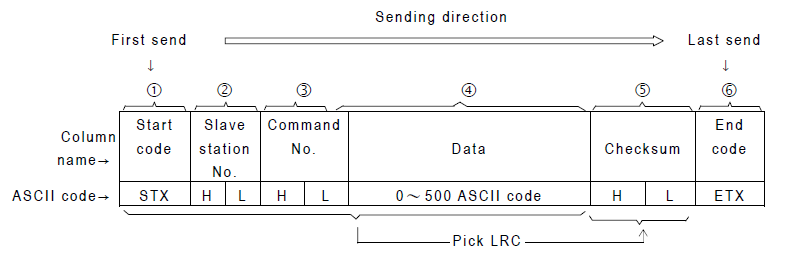 Sending direction
First send
Last send
↓ ↓
① ② ③ ④ ⑤ ⑥
Column name→
Start code
Slave station No.
Command No.
Data
Checksum
End code
ASCII code→ STX H L H L 0～500 ASCII code H L ETX
Pick LRC